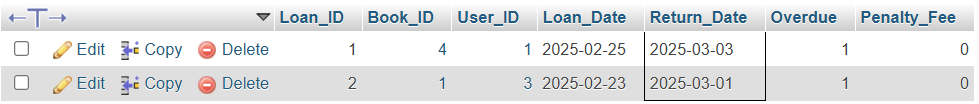 Loan_ID Book_ID User_ID Loan_Date Return_Date Overdue Penalty_Fee
Edit Copy Delete 1 4 1 2025-02-25 2025-03-03 1 0
Edit Copy Delete 2 1 3 2025-02-23 2025-03-01 1 0